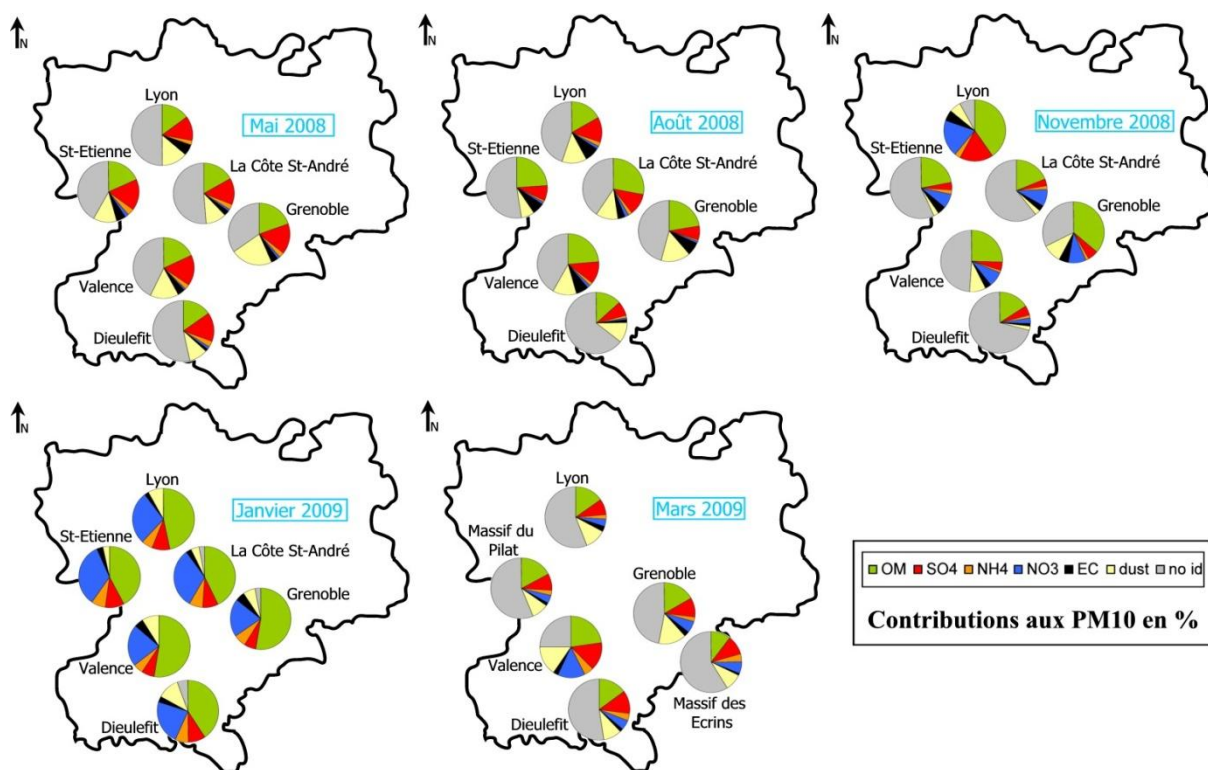 N
Lyon
Mai 2008
St-Etienne
La Côte St-André
Grenoble
Valence
Dieulefit
N
Lyon
Août 2008
St-Etienne
La Côte St-André
Grenoble
Valence
Dieulefit
N
Lyon
Novembre 2008
St-Etienne
La Côte St-André
Grenoble
Valence
Dieulefit
N
Lyon
Janvier 2009
St-Etienne
La Côte St-André
Grenoble
Valence
Dieulefit
N
Lyon
Mars 2009
Massif du
Pilat
Grenoble
Valence
Massif des
Ecrins
Dieulefit
OM SO4 NH4 NO3 EC dust no id
Contributions aux PM10 en %